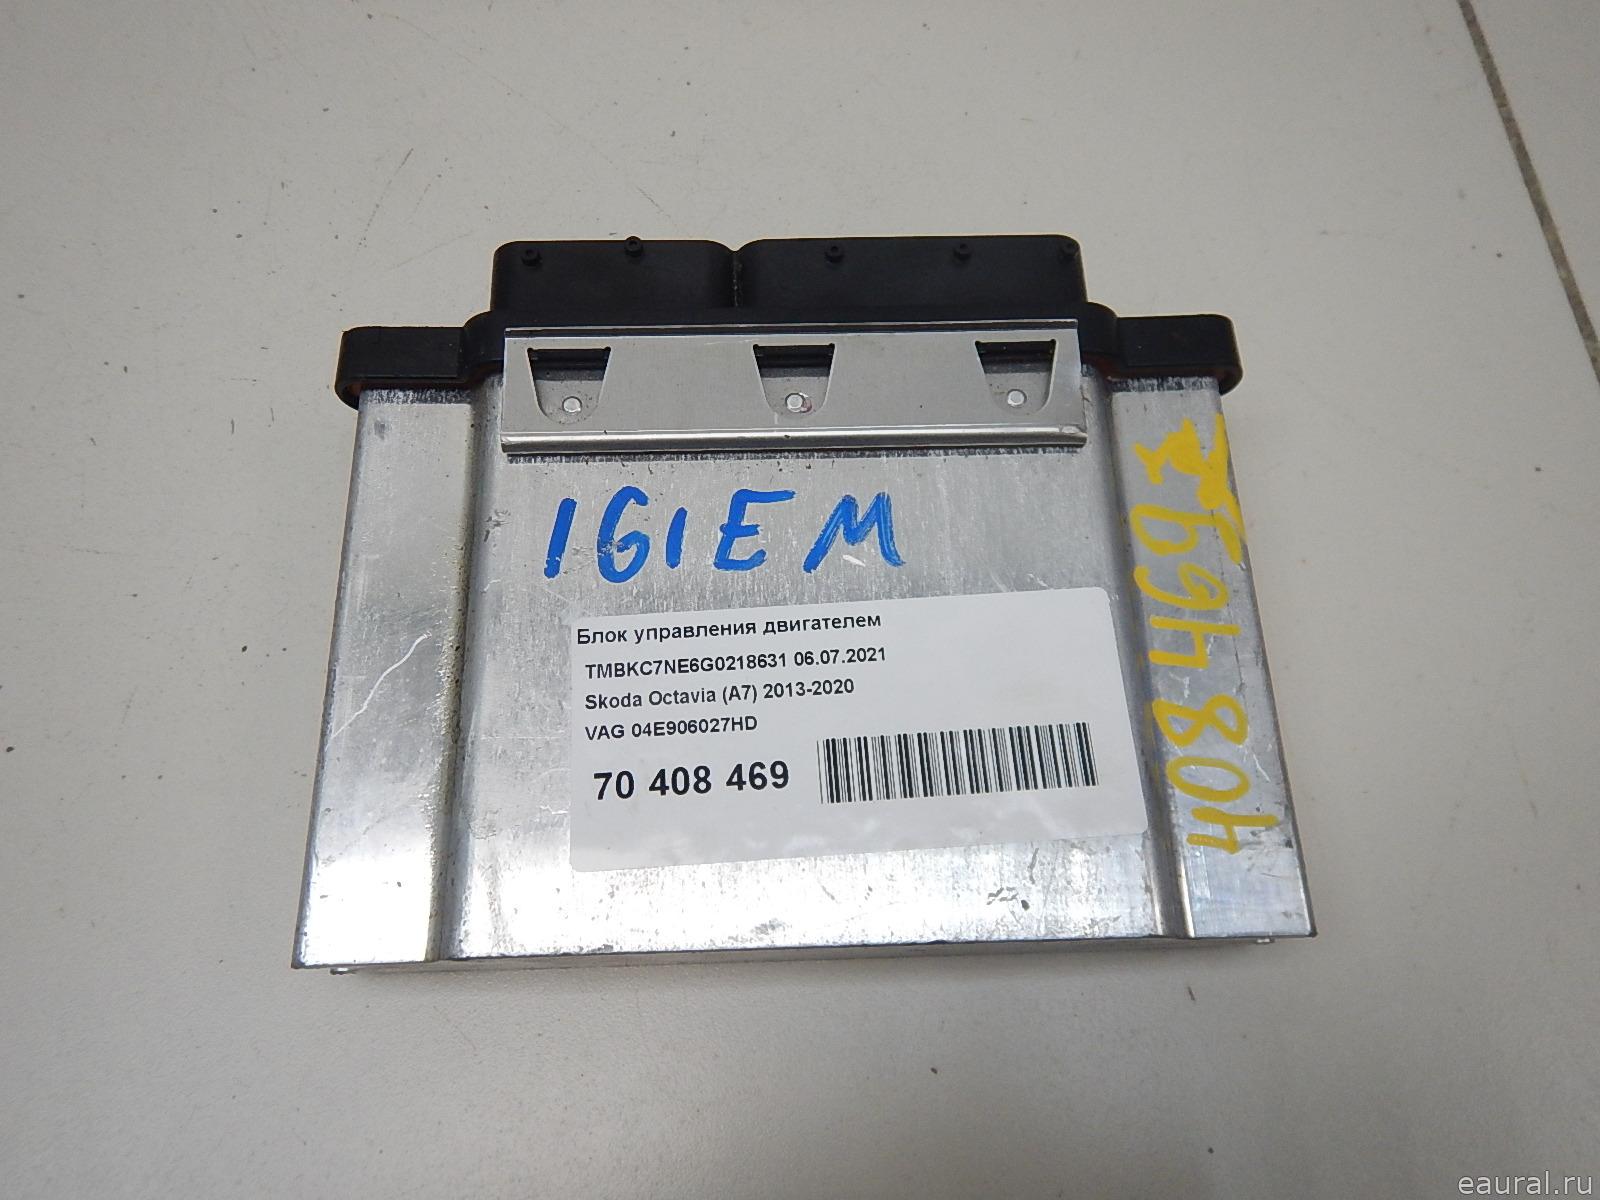 IGIEM
Блок управления двигателем
TMBKC7NE6G0218631 06.07.2021
Skoda Octavia (A7) 2013-2020
VAG 04E906027HD
70 408 469
408469
eaural.ru